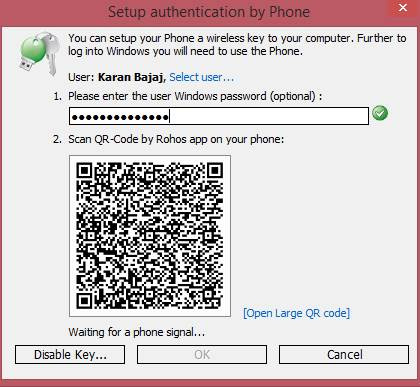 Setup authentication by Phone
You can setup your Phone a wireless key to your computer. Further to
log into Windows you will need to use the Phone.
User: Karan Bajaj, Select user...
1. Please enter the user Windows password (optional) :
●●●●●●●●●●●●●●
2. Scan QR-Code by Rohos app on your phone:
[Open Large QR code]
Waiting for a phone signal...
Disable Key... OK Cancel